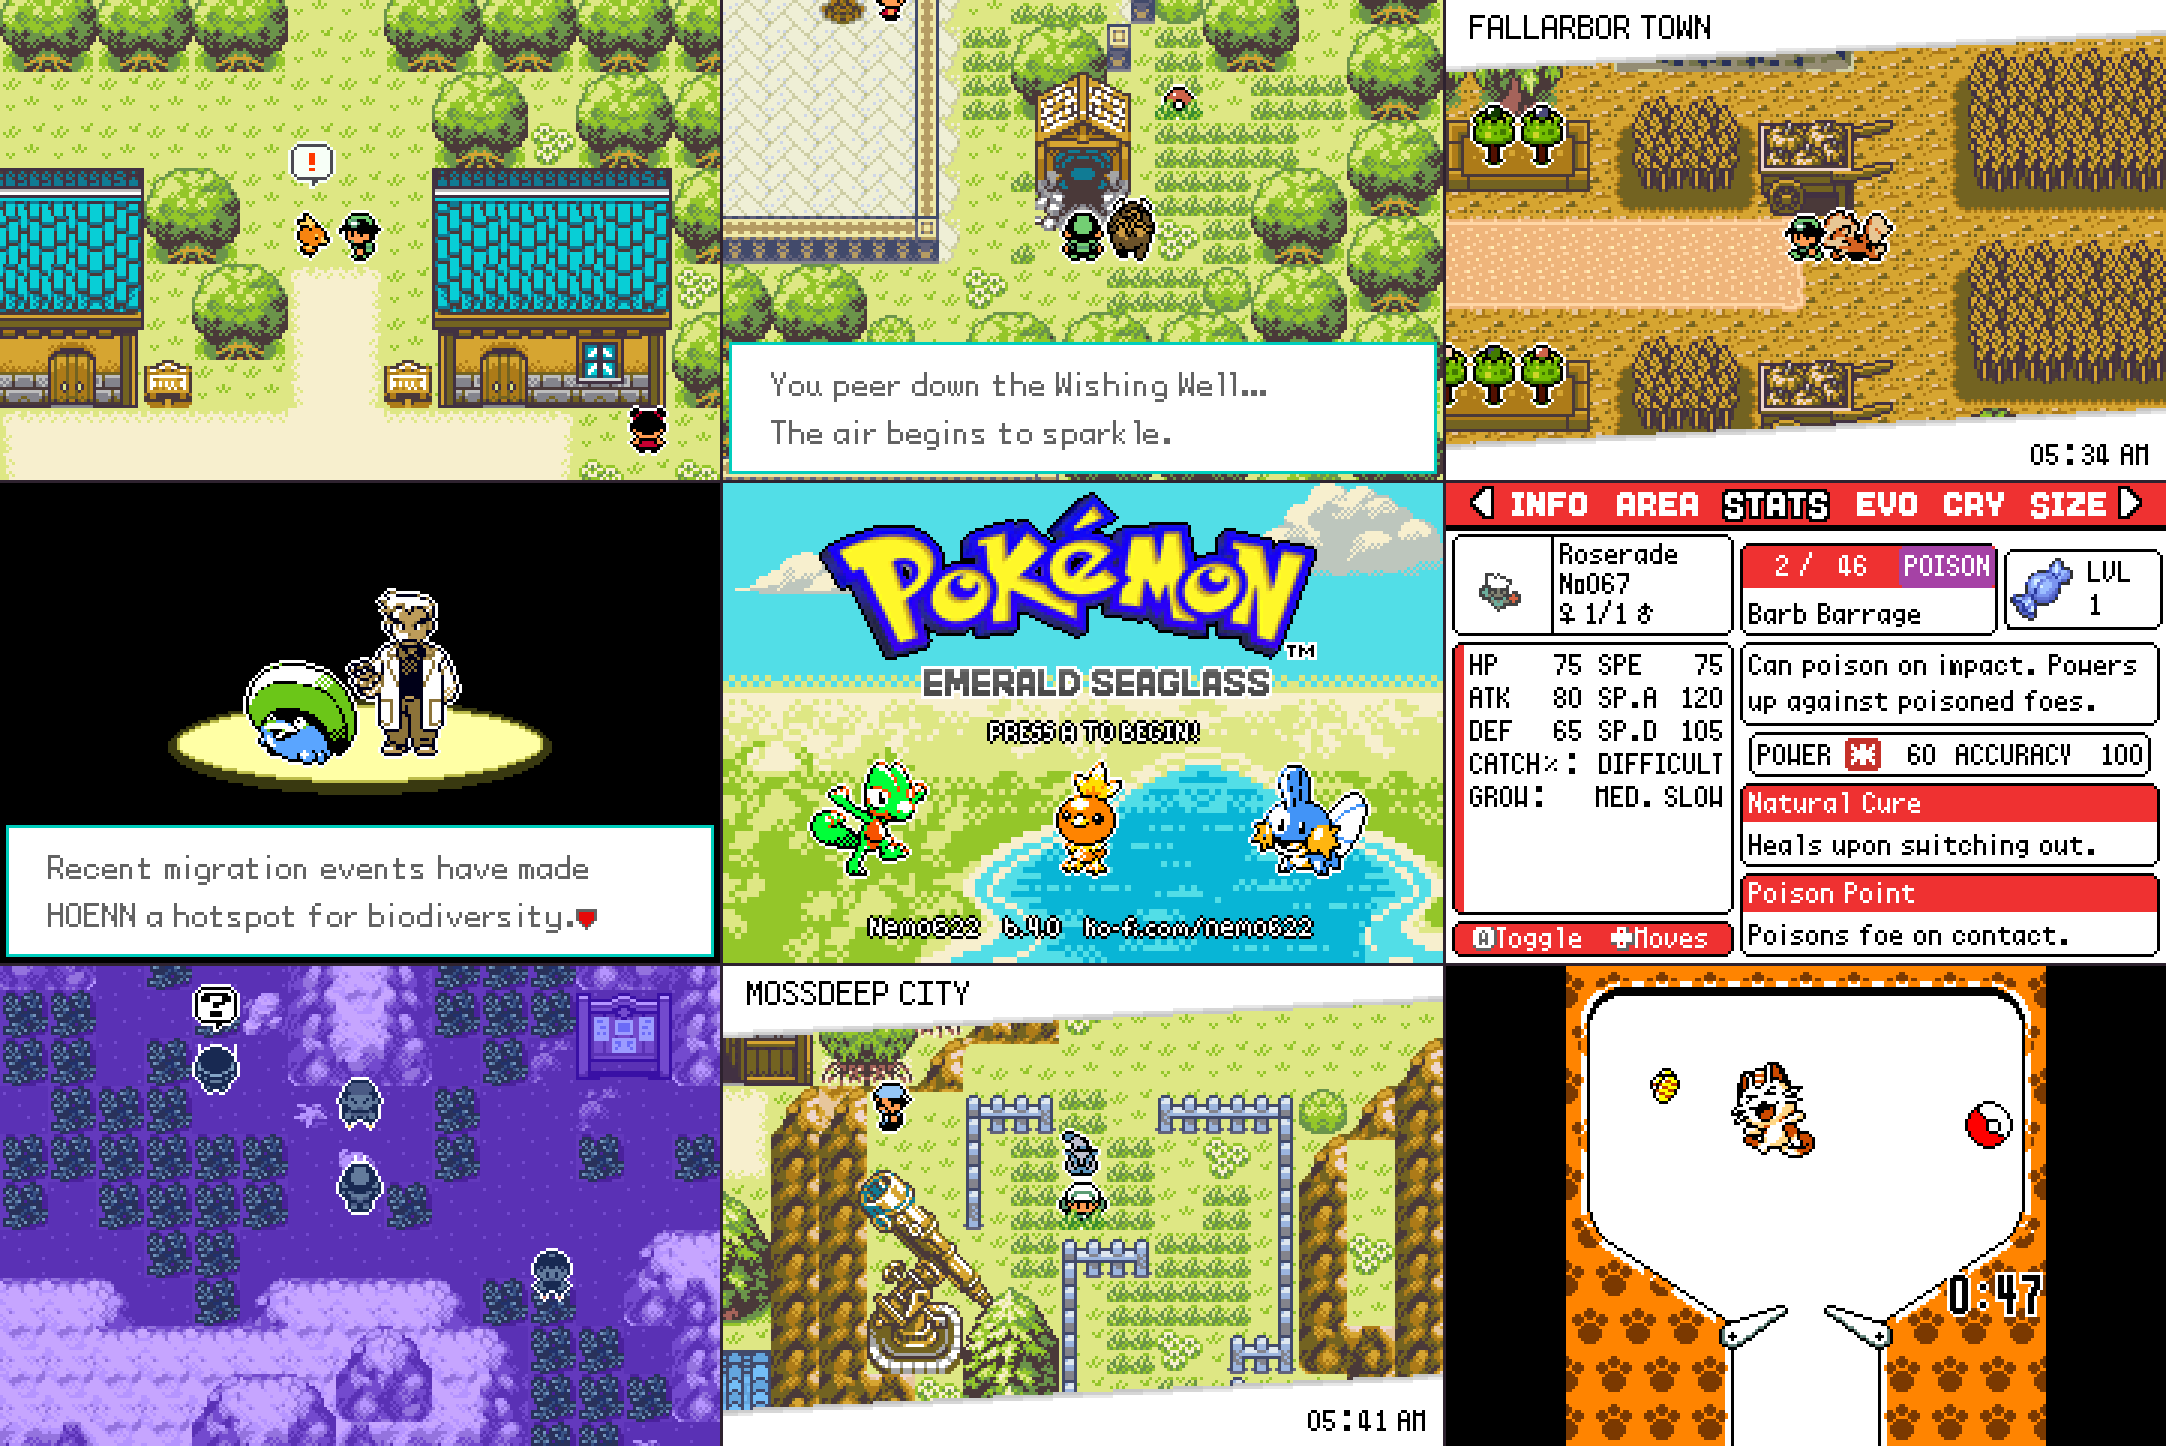 !
You peer down the Wishing Well...
The air begins to sparkle.
FALLARBOR TOWN
05:34 AM
Recent migration events have made
HOENN a hotspot for biodiversity.
POKéMON
TM
EMERALD SEAGLASS
PRESS A TO BEGIN!
Nemo622 6.4.0 Ko-fi.com/nemo622
INFO AREA STATS EVO CRY SIZE
Roserade
No067
♀ 1/1 ♂
2 / 46 POISON
Barb Barrage
LVL
1
HP 75 SPE 75
ATK 80 SP.A 120
DEF 65 SP.D 105
CATCH%: DIFFICULT
GROW: MED. SLOW
Can poison on impact. Powers
up against poisoned foes.
POWER 60 ACCURACY 100
Natural Cure
Heals upon switching out.
Poison Point
Poisons foe on contact.
A Toggle Moves
?
MOSSDEEP CITY
05:41 AM
0:47